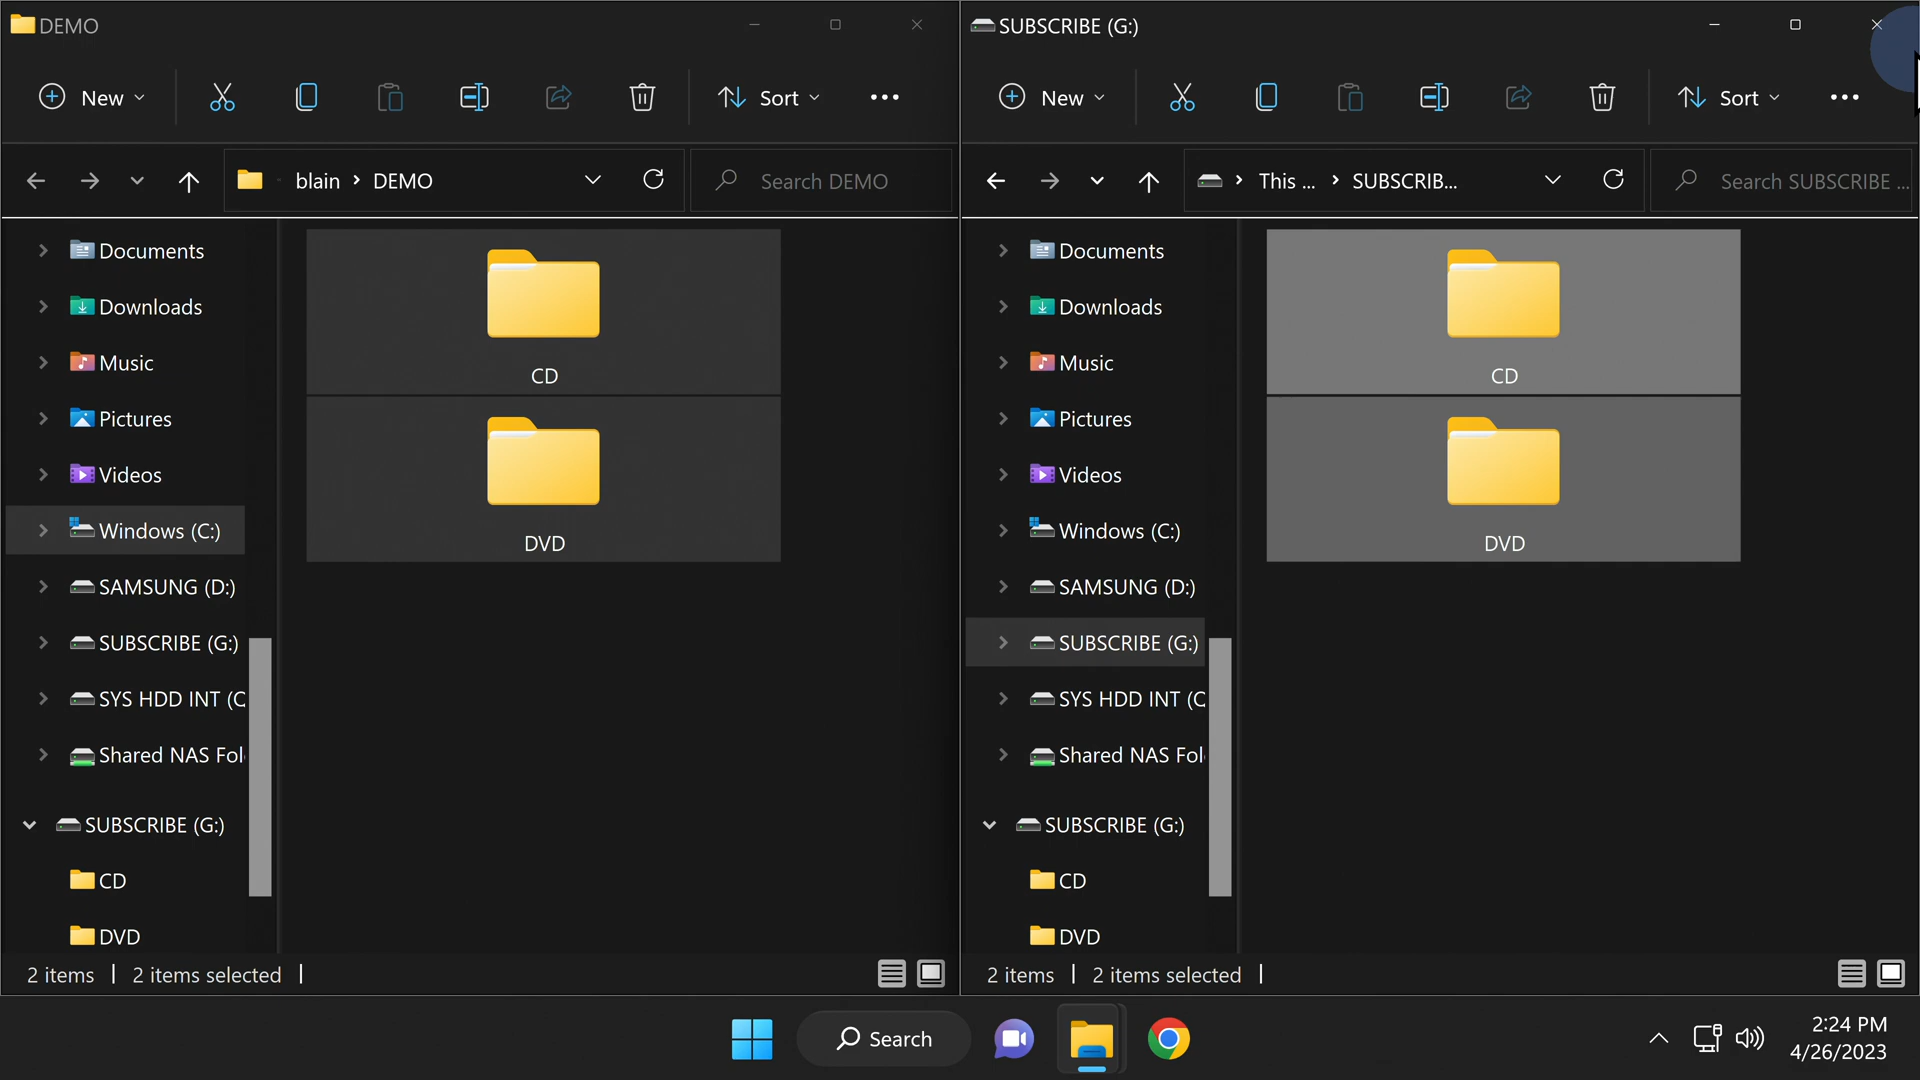 DEMO
New
Sort
blain > DEMO
Search DEMO
Documents
Downloads
Music
Pictures
Videos
Windows (C:)
SAMSUNG (D:)
SUBSCRIBE (G:)
SYS HDD INT (Q
Shared NAS Fol
SUBSCRIBE (G:)
CD
DVD
CD
DVD
2 items
2 items selected
SUBSCRIBE (G:)
New
Sort
This ... > SUBSCRIB...
Search SUBSCRIBE ...
Documents
Downloads
Music
Pictures
Videos
Windows (C:)
SAMSUNG (D:)
SUBSCRIBE (G:)
SYS HDD INT (Q
Shared NAS Fol
SUBSCRIBE (G:)
CD
DVD
CD
DVD
2 items
2 items selected
Search
2:24 PM
4/26/2023